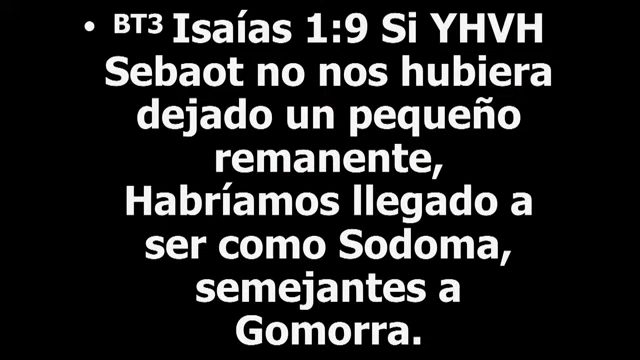 • BT3 Isaías 1:9 Si YHVH
Sebaot no nos hubiera
dejado un pequeño
remanente,
Habríamos llegado a
ser como Sodoma,
semejantes a
Gomorra.